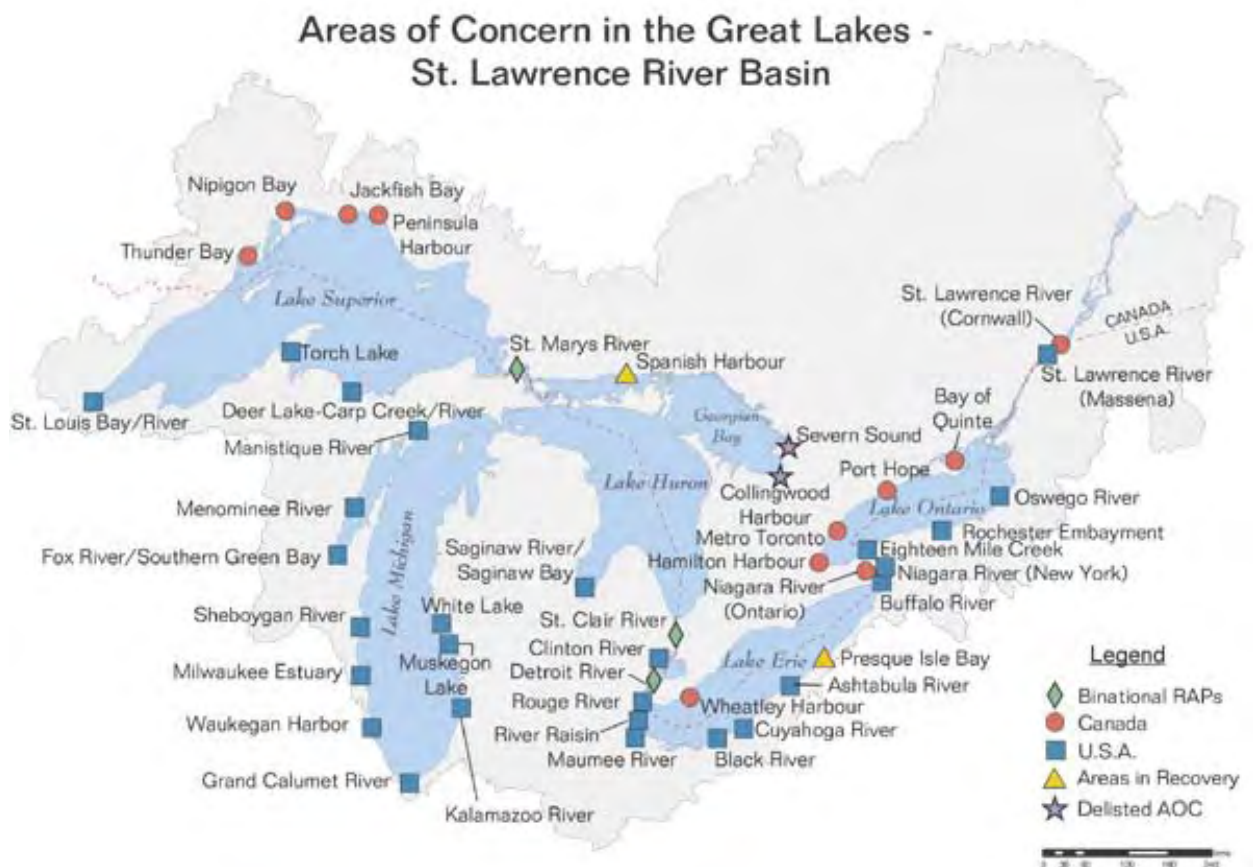 Areas of Concern in the Great Lakes -
St. Lawrence River Basin
Nipigon Bay
Jackfish Bay
Peninsula
Harbour
Thunder Bay
Lake Superior
St. Lawrence River
(Cornwall)
CANADA
U.S.A.
St. Marys River
Spanish Harbour
Torch Lake
St. Lawrence River
(Massena)
St. Louis Bay/River
Deer Lake-Carp Creek/River
Manistique River
Georgian
Bay
Severn Sound
Bay of
Quinte
Port Hope
Lake Huron
Collingwood
Harbour
Lake Ontario
Oswego River
Menominee River
Metro Toronto
Rochester Embayment
Fox River/Southern Green Bay
Lake Michigan
Saginaw River/
Saginaw Bay
Hamilton Harbour
Eighteen Mile Creek
Niagara River
(Ontario)
Niagara River (New York)
Buffalo River
Sheboygan River
White Lake
St. Clair River
Clinton River
Muskegon
Lake
Lake Erie
Presque Isle Bay
Milwaukee Estuary
Detroit River
Ashtabula River
Rouge River
Wheatley Harbour
Waukegan Harbor
River Raisin
Cuyahoga River
Maumee River
Black River
Grand Calumet River
Kalamazoo River
Legend
Binational RAPs
Canada
U.S.A.
Areas in Recovery
Delisted AOC